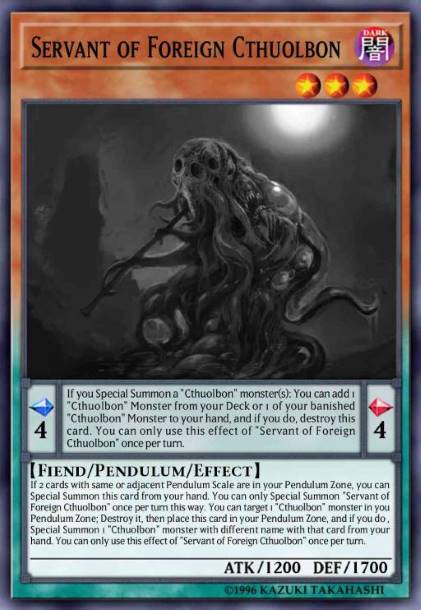 SERVANT OF FOREIGN CTHUOLBON
DARK
闇
If you Special Summon a "Cthuolbon" monster(s): You can add 1
"Cthuolbon" Monster from your Deck or 1 of your banished
"Cthuolbon" Monster to your hand, and if you do, destroy this
card. You can only use this effect of "Servant of Foreign
Cthuolbon" once per turn.
4
4
【FIEND/PENDULUM/EFFECT】
If 2 cards with same or adjacent Pendulum Scale are in your Pendulum Zone, you can
Special Summon this card from your hand. You can only Special Summon "Servant of
Foreign Cthuolbon" once per turn this way. You can target 1 "Cthuolbon" monster in you
Pendulum Zone; Destroy it, then place this card in your Pendulum Zone, and if you do ,
Special Summon 1 "Cthuolbon" monster with different name with that card from your
hand. You can only use this effect of "Servant of Foreign Cthuolbon" once per turn.
ATK/1200 DEF/1700
©1996 KAZUKI TAKAHASHI